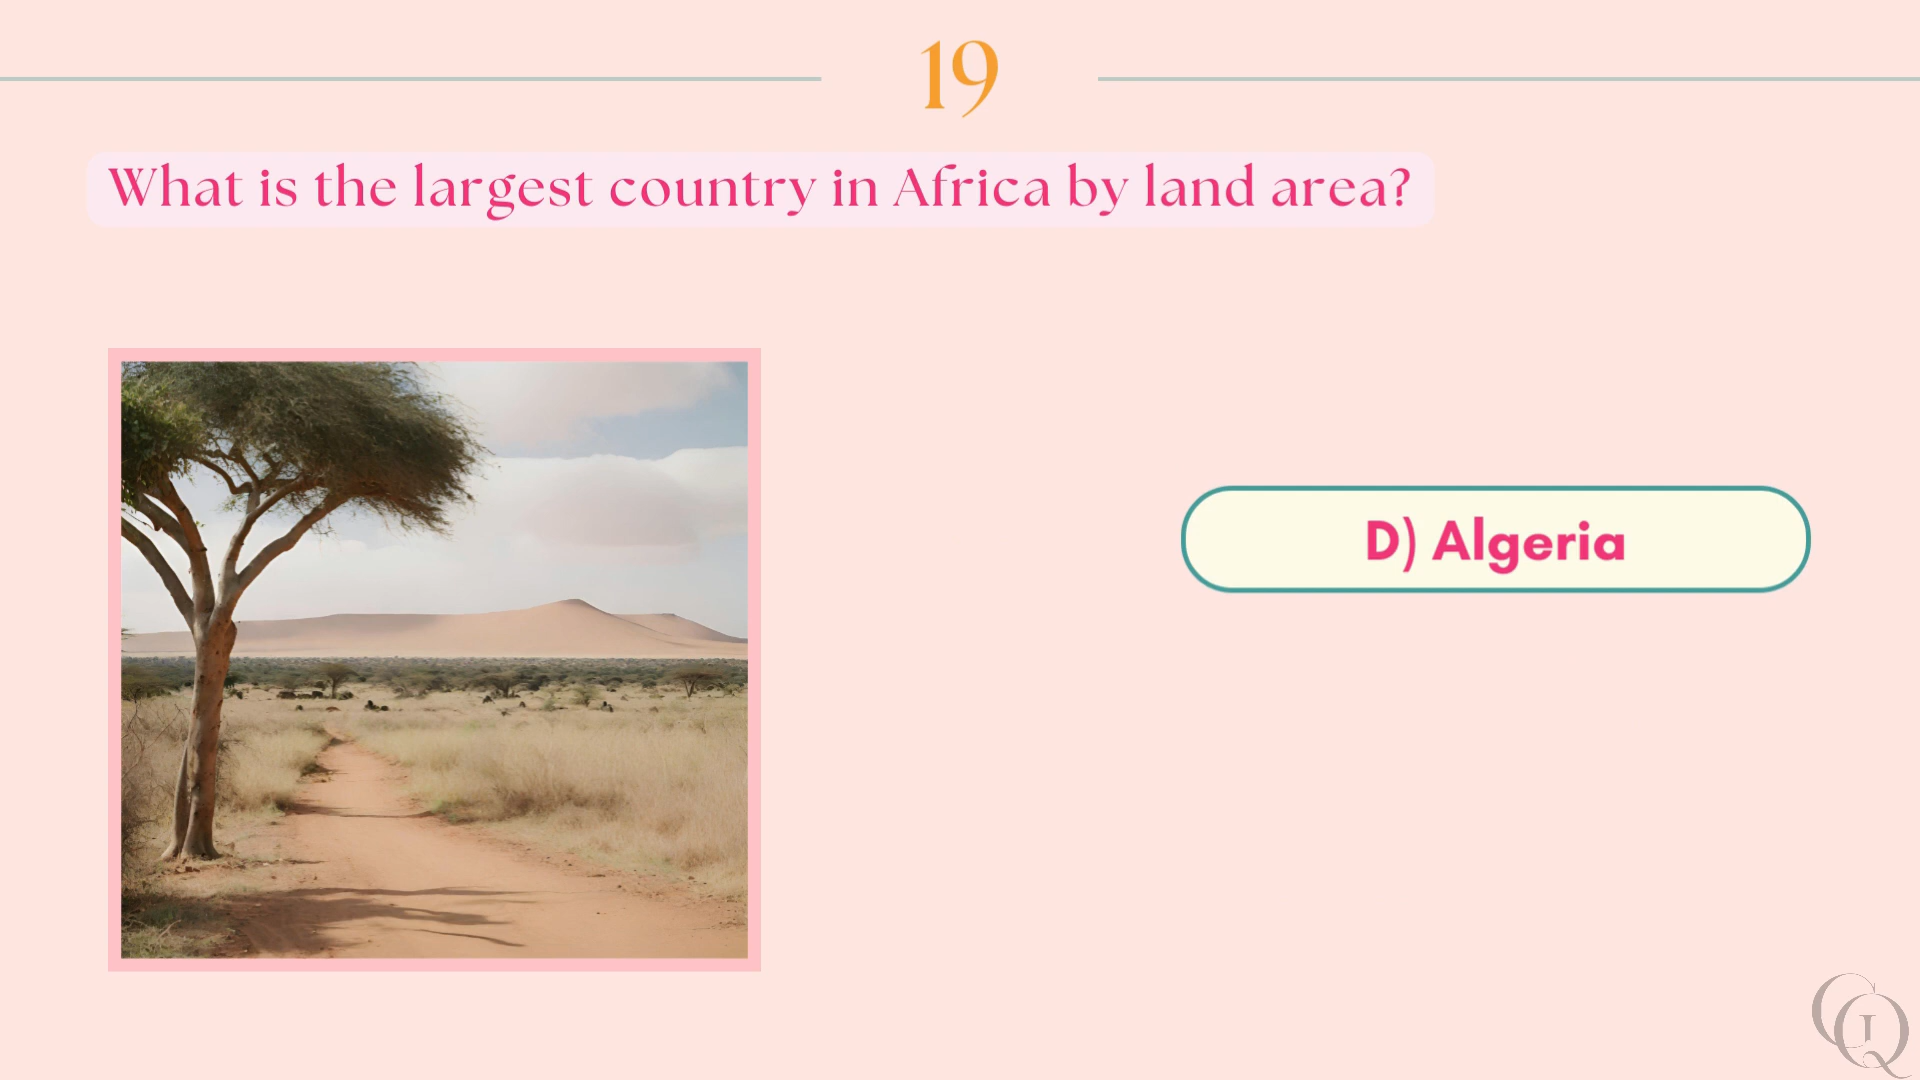 19
What is the largest country in Africa by land area?
D) Algeria